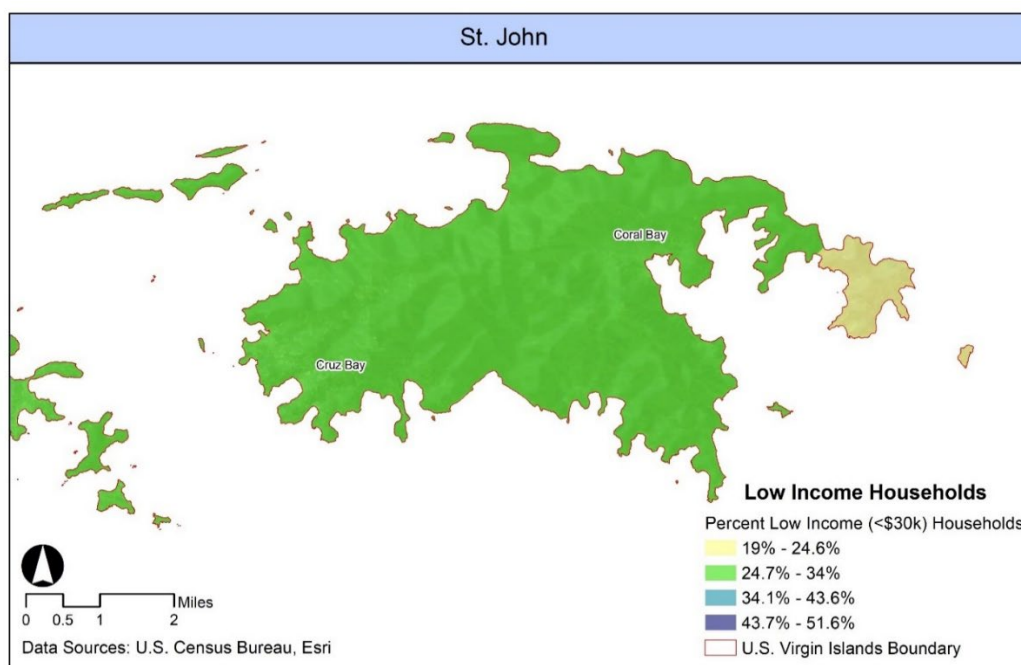 St. John
Coral Bay
Cruz Bay
Low Income Households
Percent Low Income (<$30k) Households
19% - 24.6%
24.7% - 34%
34.1% - 43.6%
43.7% - 51.6%
U.S. Virgin Islands Boundary
Miles
0 0.5 1 2
Data Sources: U.S. Census Bureau, Esri